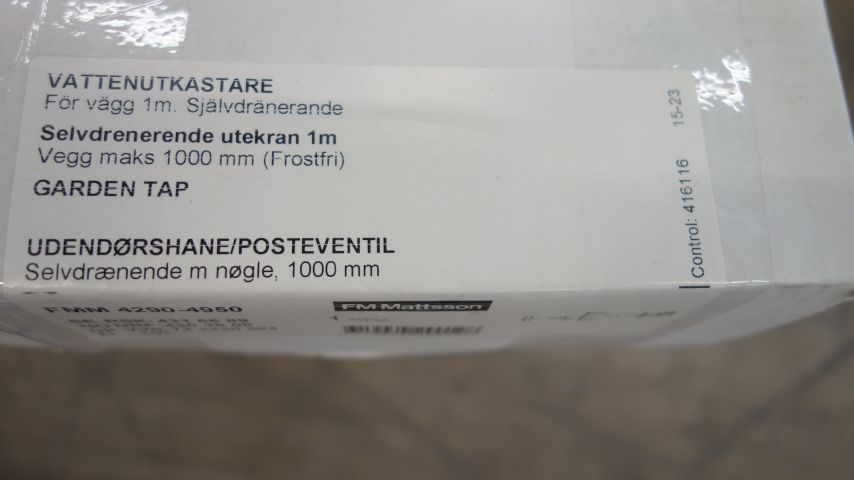 VATTENUTKASTARE
För vägg 1m. Självdränerande
Selvdrenerende utekran 1m
Vegg maks 1000 mm (Frostfri)
GARDEN TAP
UDENDØRSHANE/POSTEVENTIL
Selvdrænende m nøgle, 1000 mm
Control: 416116 15-23
FMM 4290-4950
FM Mattsson